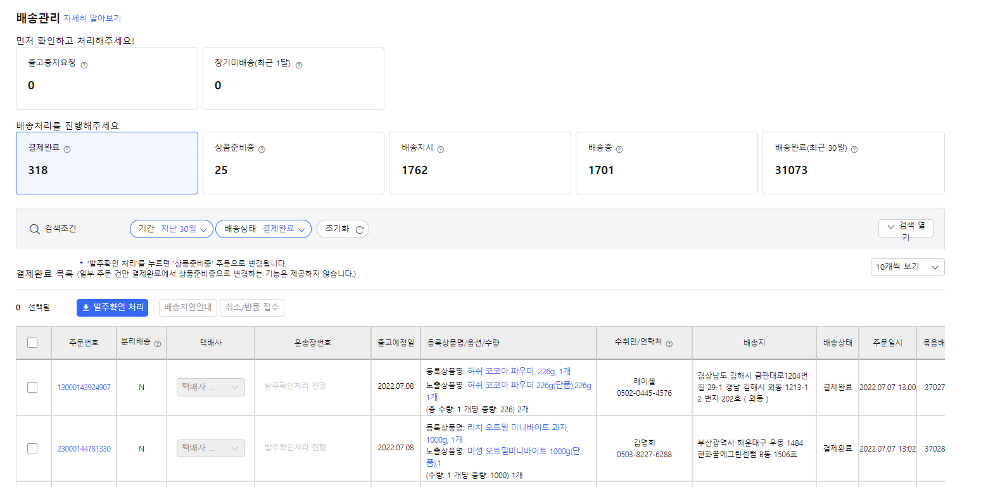 배송관리 자세히 알아보기
먼저 확인하고 처리해주세요!
출고중지요청 ? 장기미배송(최근 1달) ?
0 0
배송처리를 진행해주세요
결제완료 ? 상품준비중 ? 배송지시 ? 배송중 ? 배송완료(최근 30일) ?
318 25 1762 1701 31073
검색조건 기간 지난 30일 배송상태 결제완료 초기화 검색 열
기
* '발주확인 처리'를 누르면 '상품준비중' 주문으로 변경됩니다.
결제완료 목록 (일부 주문 건만 결제완료에서 상품준비중으로 변경하는 기능은 제공하지 않습니다.)
10개씩 보기
0 선택됨 발주확인 처리 배송지연안내 취소/반품 접수
주문번호 분리배송 ? 택배사 운송장번호 출고예정일 등록상품명/옵션/수량 수취인/연락처 ? 배송지 배송상태 주문일시 묶음배
13000143924907 N 택배사 ... 발주확인처리 진행 2022.07.08
등록상품명: 허쉬 코코아 파우더, 226g, 1개
노출상품명: 허쉬 코코아 파우더 226g(단품),226g
1개
(총 수량: 1 개당 중량: 226) 2개
래이첼
0502-0445-4576
경상남도 김해시 금관대로1204번
길 29-1 경남 김해시 외동 1213-1
2 번지 202호 ( 외동 )
결제완료 2022.07.07 13:00 37027
23000144781330 N 택배사 ... 발주확인처리 진행 2022.07.08
등록상품명: 리치 오트밀 미니바이트 과자,
1000g, 1개
노출상품명: 미성 오트밀미니바이트 1000g(단
품),1
(수량: 1 개당 중량: 1000) 1개
김영희
0503-8227-6288
부산광역시 해운대구 우동 1484
한화꿈에그린센텀 B동 1506호
결제완료 2022.07.07 13:02 37028